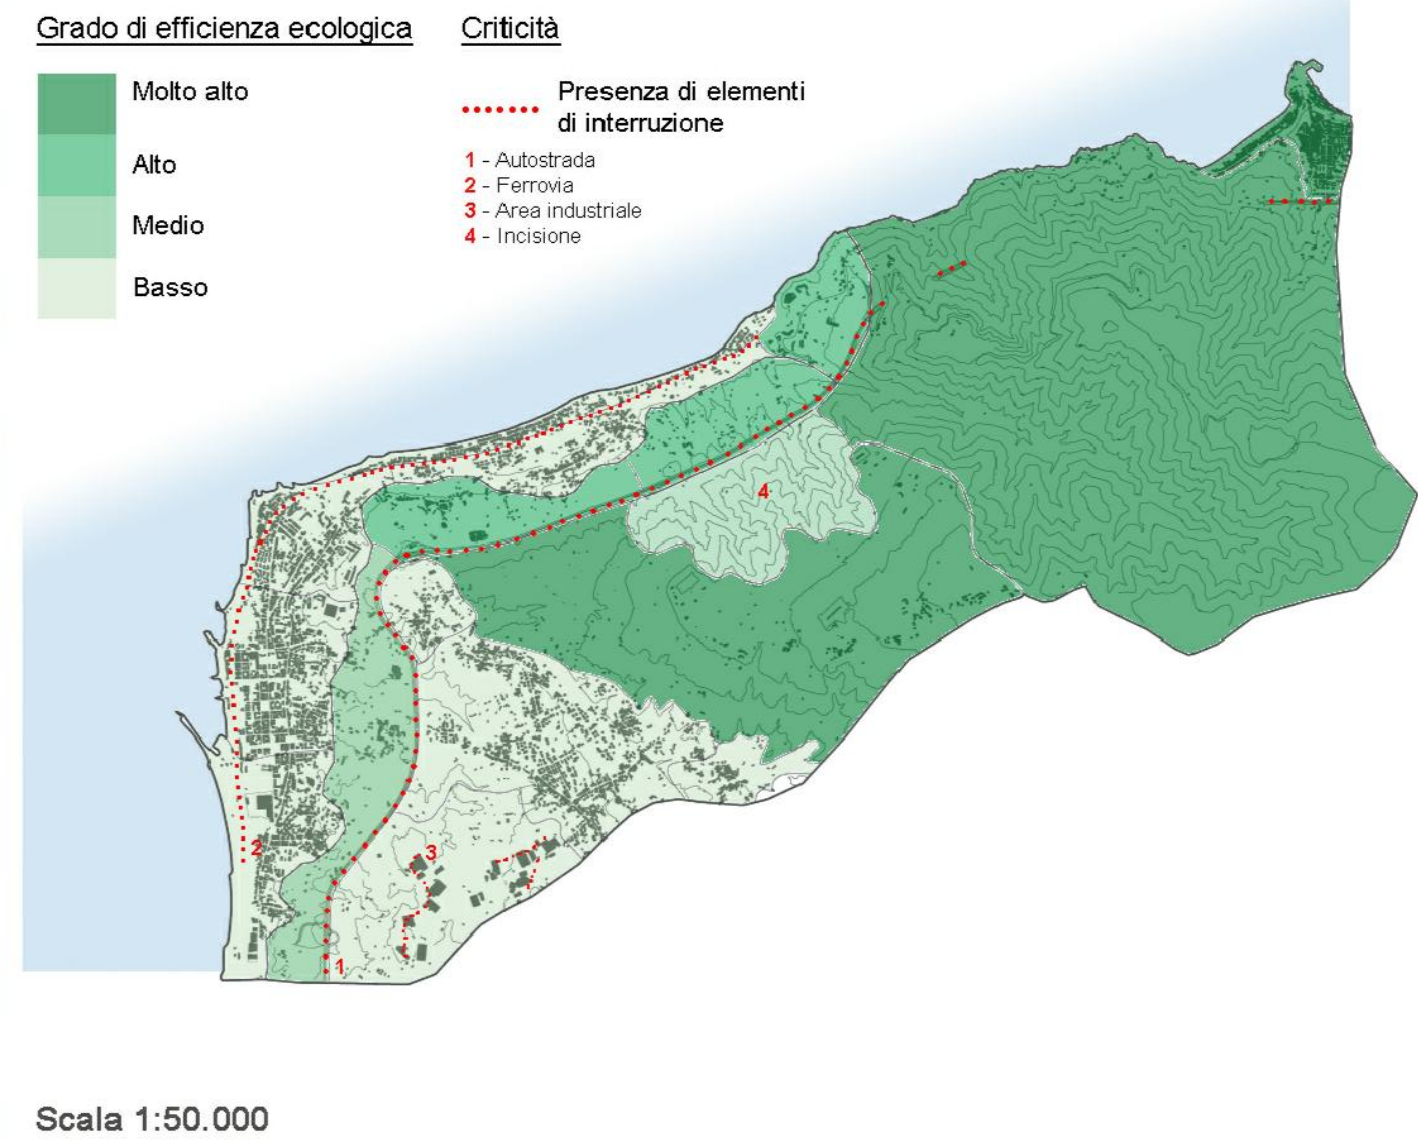 Grado di efficienza ecologica
Molto alto
Alto
Medio
Basso
Criticità
Presenza di elementi
di interruzione
1 - Autostrada
2 - Ferrovia
3 - Area industriale
4 - Incisione
4
2
3
1
Scala 1:50.000